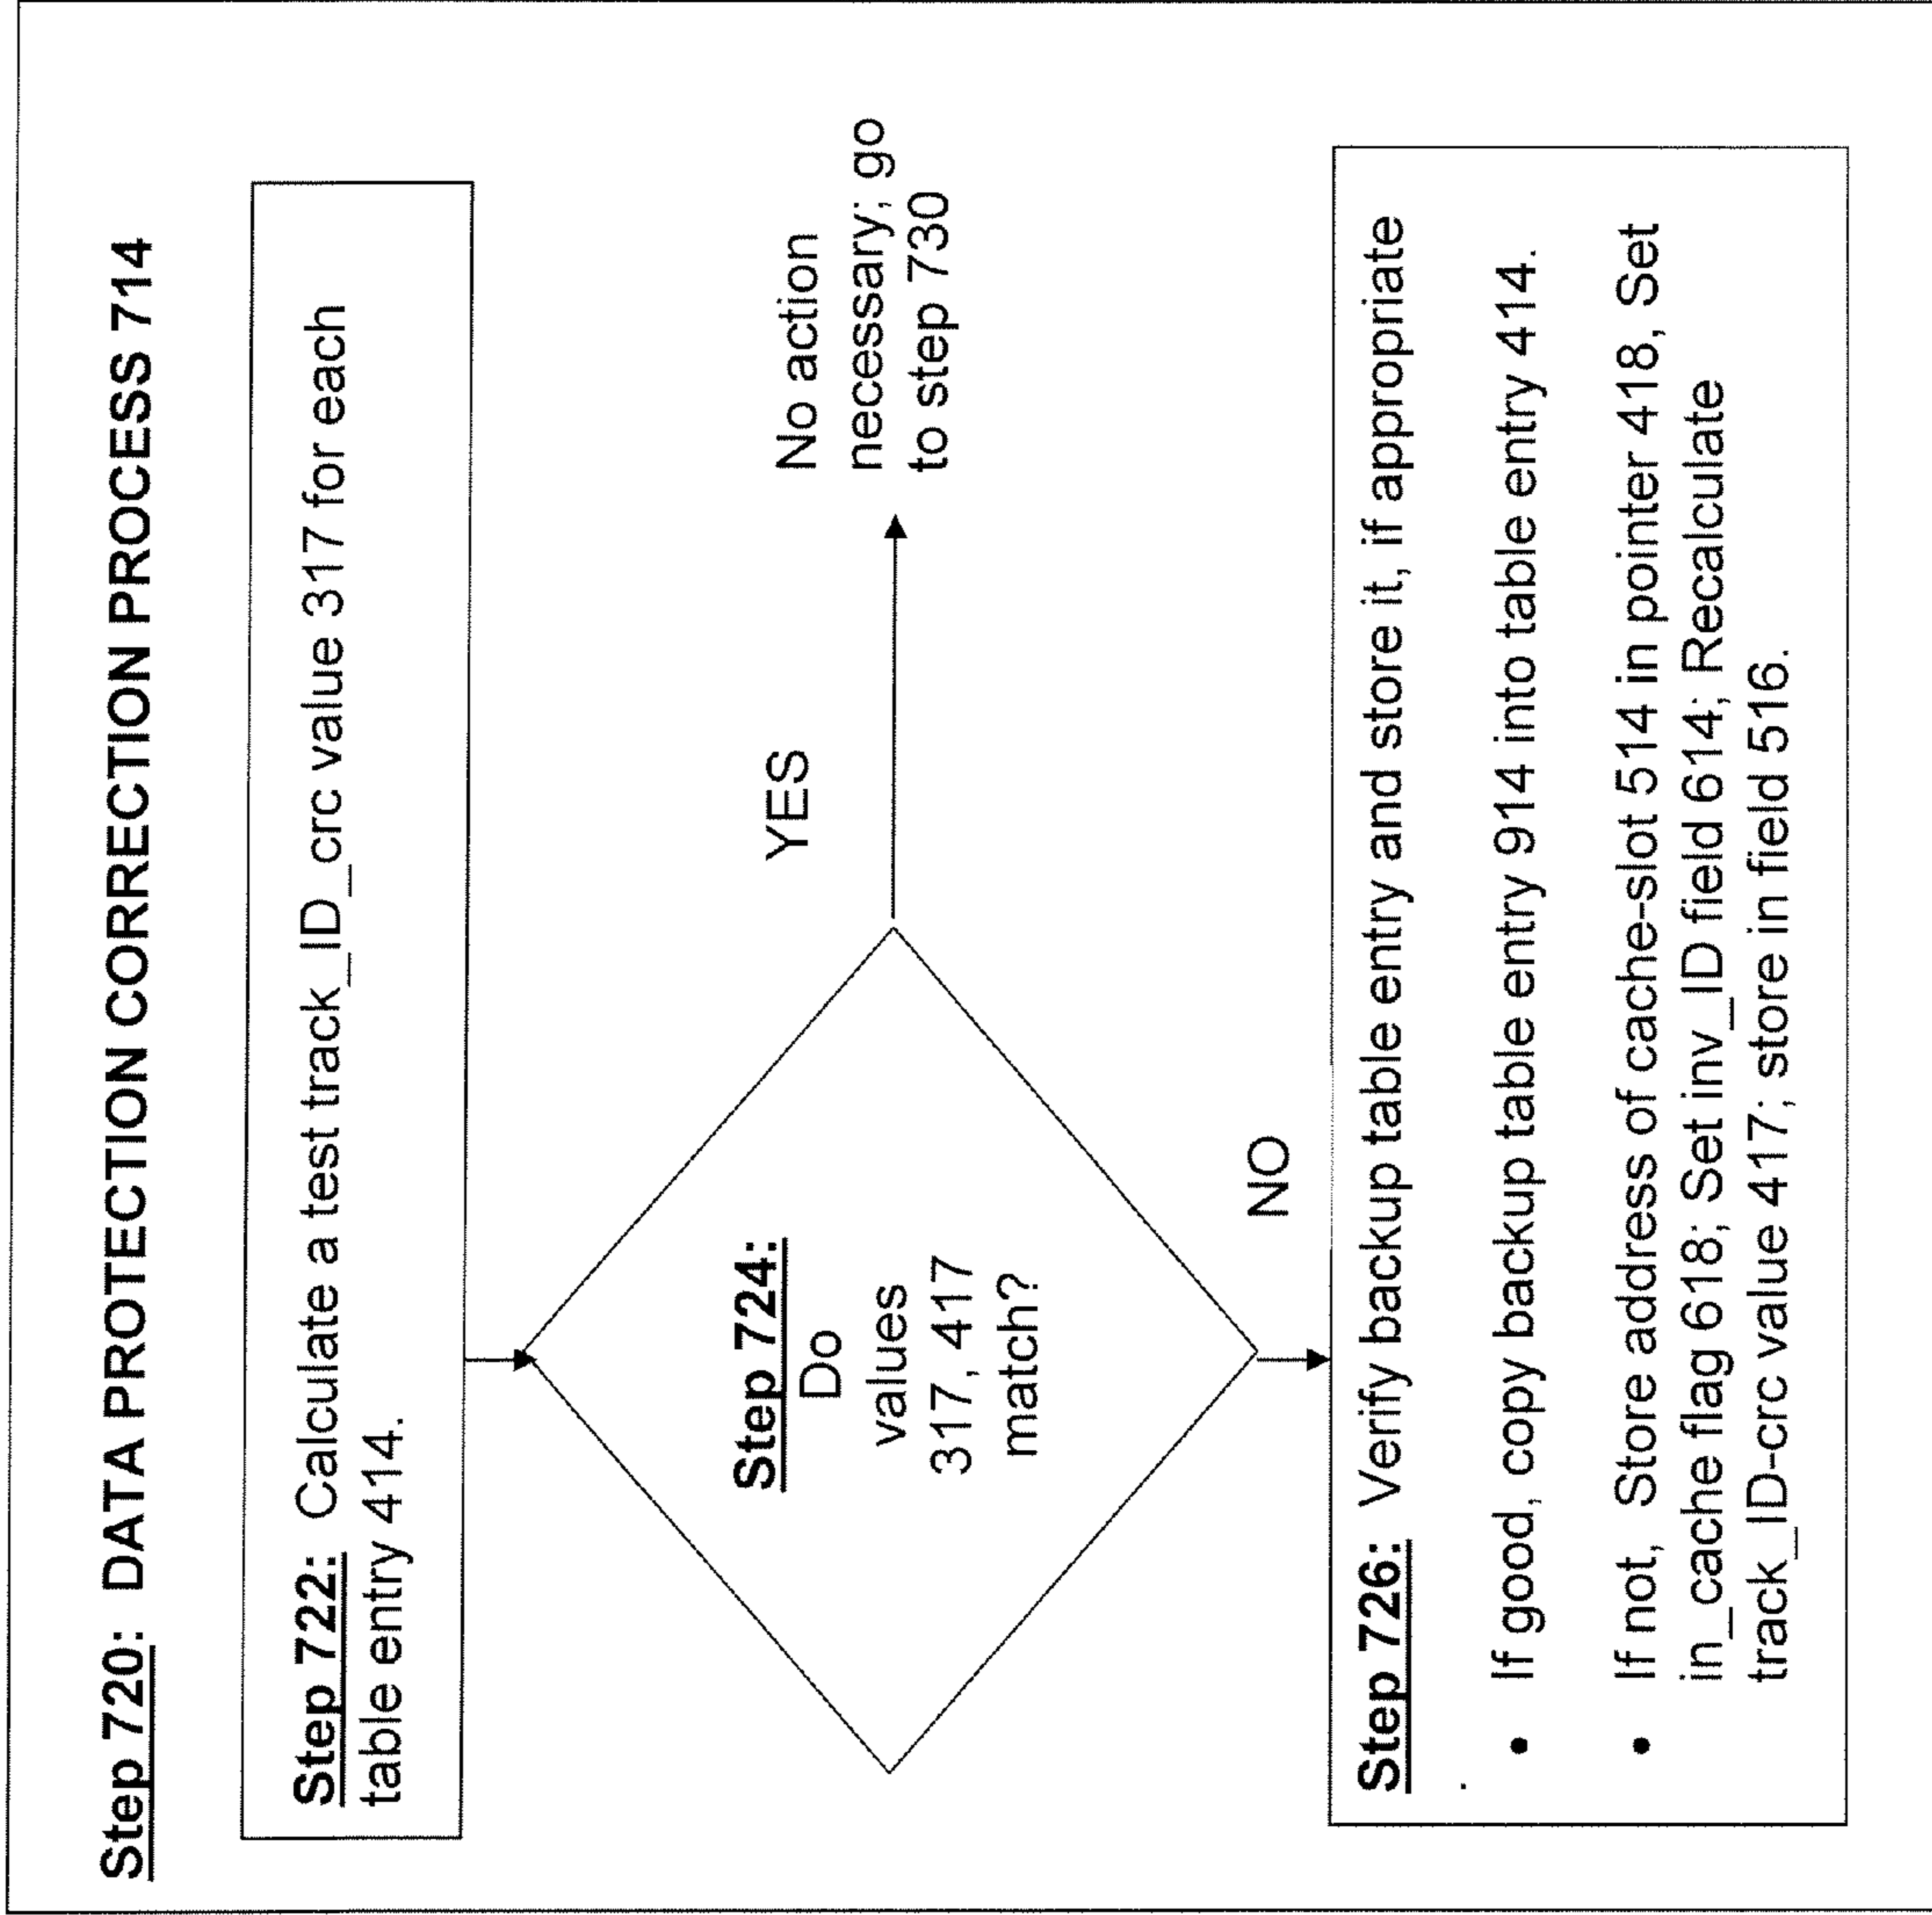 Step 720: DATA PROTECTION CORRECTION PROCESS 714
Step 722: Calculate a test track_ID_crc value 317 for each
table entry 414.
Step 724:
Do
values
317, 417
match?
YES
No action
necessary; go
to step 730
NO
Step 726: Verify backup table entry and store it, if appropriate
.
• If good, copy backup table entry 914 into table entry 414.
• If not, Store address of cache-slot 514 in pointer 418, Set
in_cache flag 618; Set inv_ID field 614; Recalculate
track_ID-crc value 417; store in field 516.